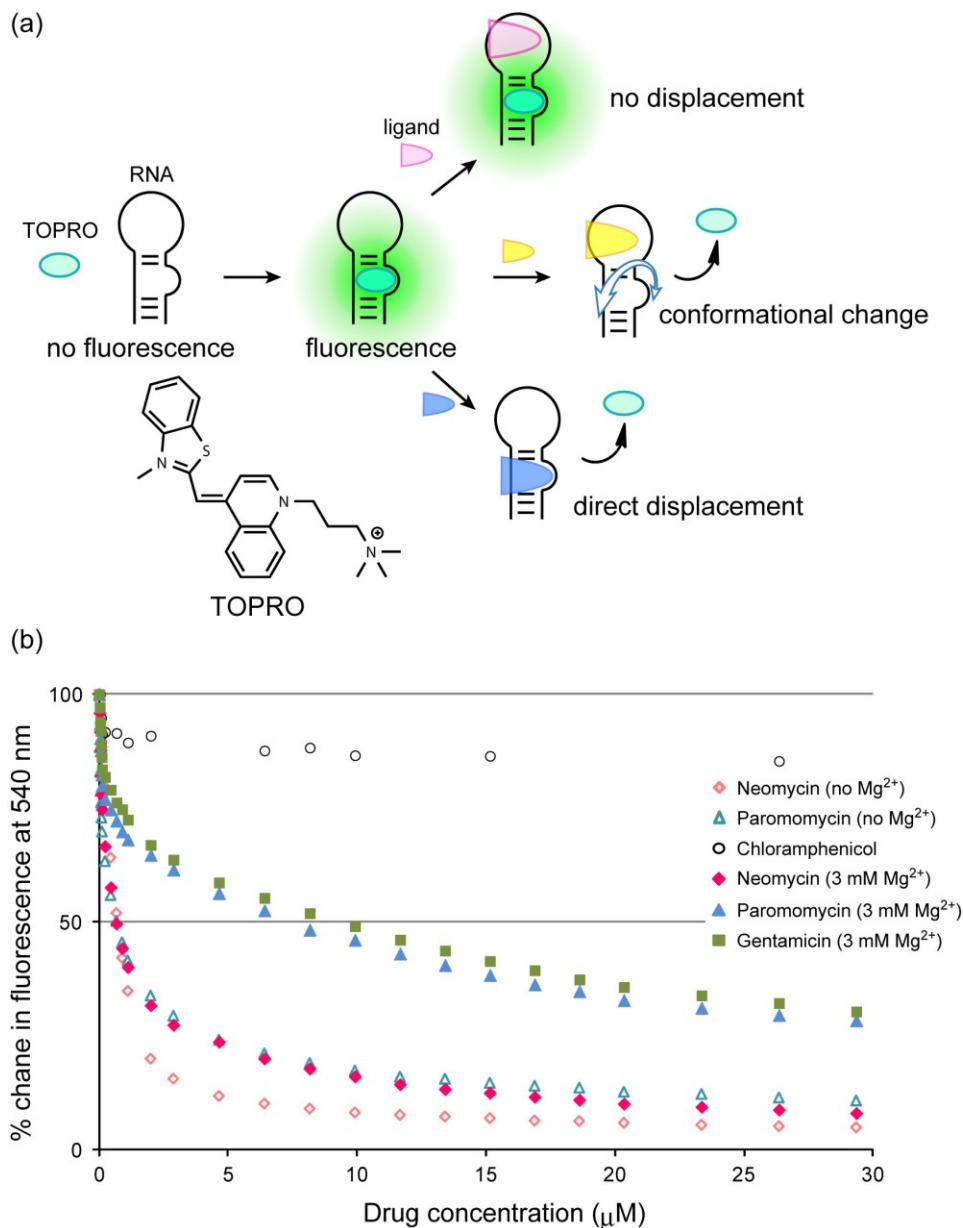 (a)
no displacement
ligand
RNA
TOPRO
no fluorescence
fluorescence
conformational change
direct displacement
N
S
N
N
⊕
TOPRO
(b)
% chane in fluorescence at 540 nm
100
50
0
Neomycin (no Mg²⁺)
Paromomycin (no Mg²⁺)
Chloramphenicol
Neomycin (3 mM Mg²⁺)
Paromomycin (3 mM Mg²⁺)
Gentamicin (3 mM Mg²⁺)
0 5 10 15 20 25 30
Drug concentration (μM)